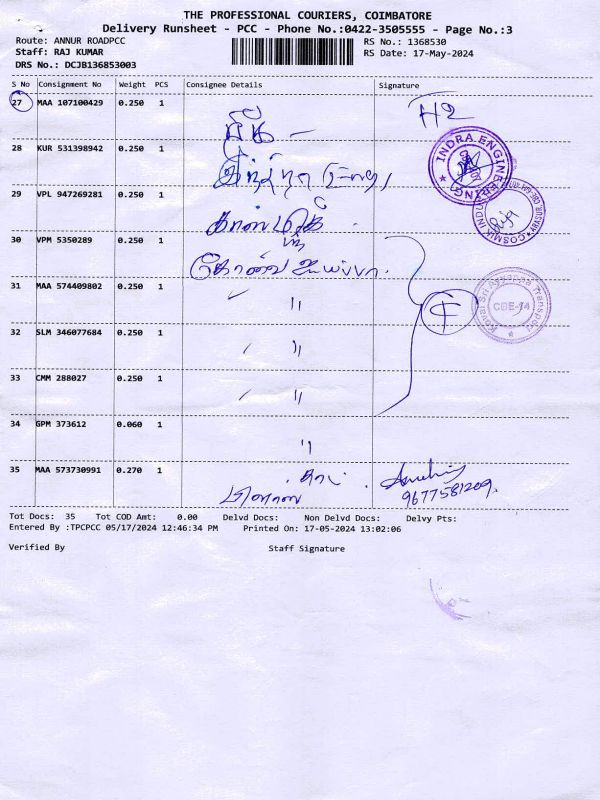 THE PROFESSIONAL COURIERS, COIMBATORE
Delivery Runsheet - PCC - Phone No.:0422-3505555 - Page No.:3
Route: ANNUR ROADPCC
RS No.: 1368530
Staff: RAJ KUMAR
RS Date: 17-May-2024
DRS No.: DCJB136853003
S No Consignment No Weight PCS Consignee Details Signature
27 MAA 107100429 0.250 1
H2
28 KUR 531398942 0.250 1
INDRA ENGINEERING
29 VPL 947269281 0.250 1
30 VPM 5350289 0.250 1
கோவை ஐயப்பா
31 MAA 574409802 0.250 1 "
CBE-14
32 SLM 346077684 0.250 1 "
33 CMM 288027 0.250 1 "
34 GPM 373612 0.060 1 "
35 MAA 573730991 0.270 1
9677581209.
Tot Docs: 35 Tot COD Amt: 0.00 Delvd Docs: Non Delvd Docs: Delvy Pts:
Entered By :TPCPCC 05/17/2024 12:46:34 PM Printed On: 17-05-2024 13:02:06
Verified By Staff Signature